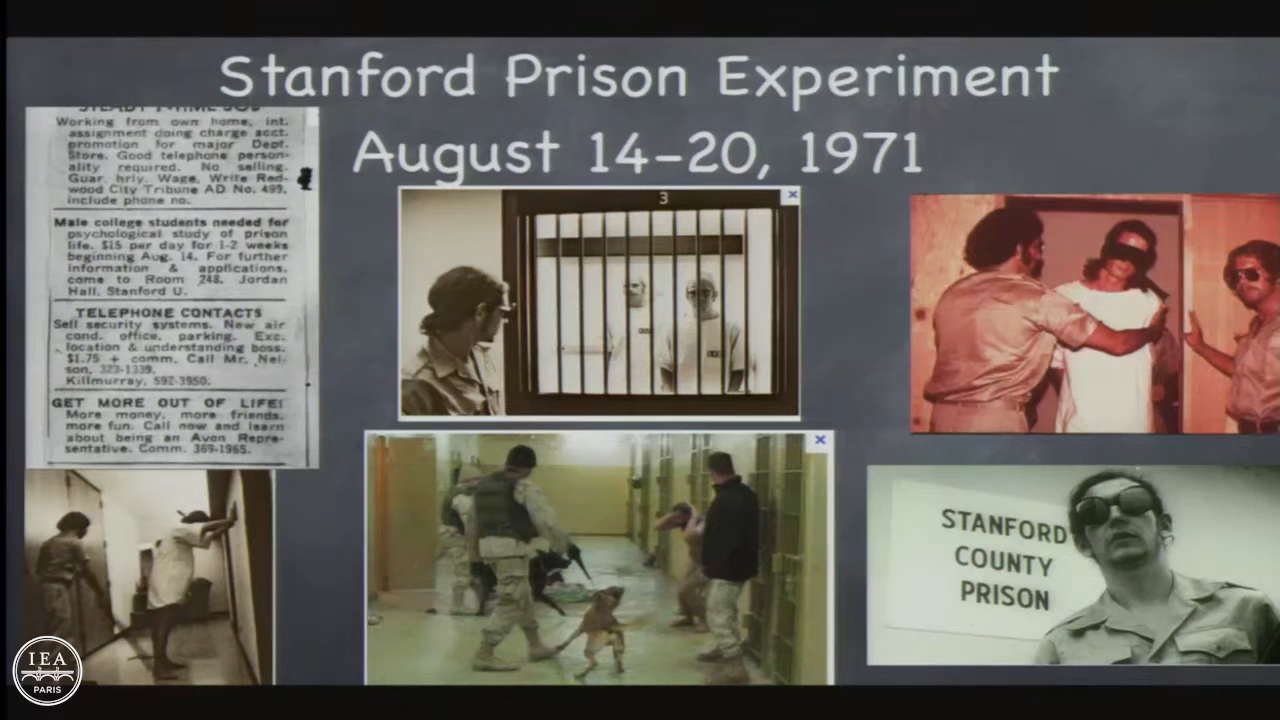 Stanford Prison Experiment
August 14-20, 1971
STEADY P-TIME JOB
Working from own home, int.
assignment doing charge acct.
promotion for major Dept.
Store. Good telephone person-
ality required. No selling.
Guar. hrly. Wage, Write Red-
wood City Tribune AD No. 499,
include phone no.
Male college students needed for
psychological study of prison
life. $15 per day for 1-2 weeks
beginning Aug. 14. For further
information & applications,
come to Room 248, Jordan
Hall, Stanford U.
TELEPHONE CONTACTS
Sell security systems. New air
cond. office, parking. Exc.
location & understanding boss.
$1.75 + comm. Call Mr. Nel-
son, 323-1339.
Killmurray, 592-3950.
GET MORE OUT OF LIFE!
More money, more friends,
more fun. Call now and learn
about being an Avon Repre-
sentative. Comm. 369-1965.
3
STANFORD
COUNTY
PRISON
IEA
PARIS